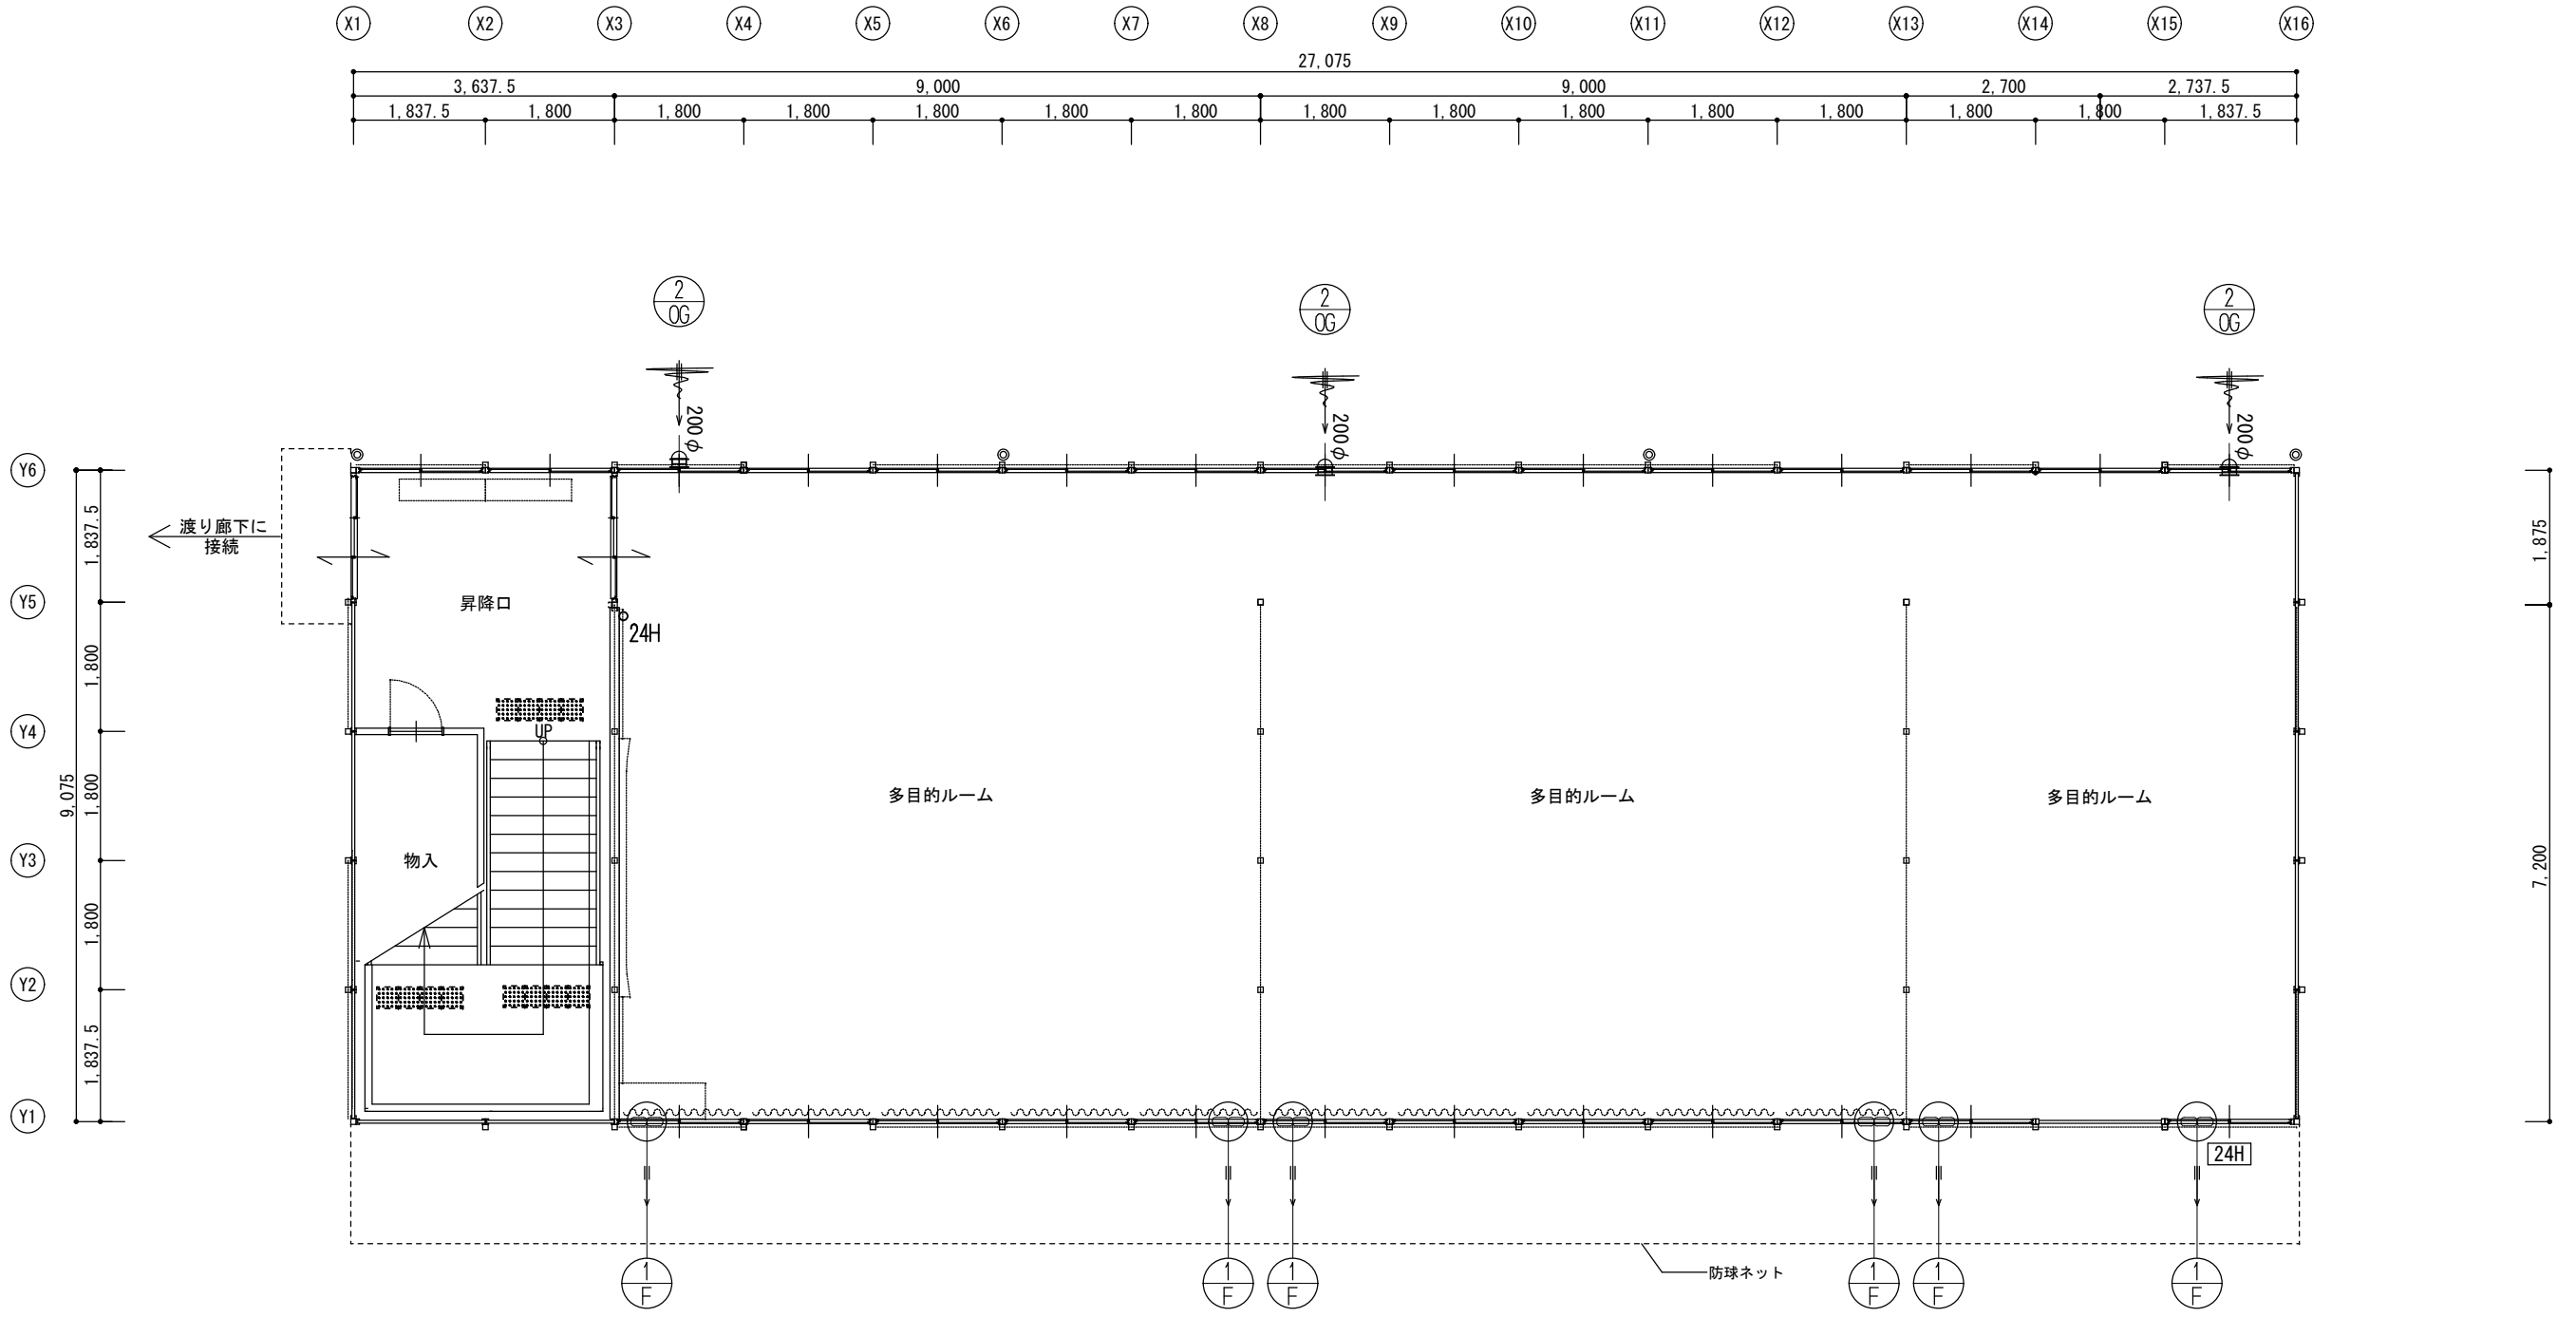 X1 X2 X3 X4 X5 X6 X7 X8 X9 X10 X11 X12 X13 X14 X15 X16
27,075
3,637.5 9,000 9,000 2,700 2,737.5
1,837.5 1,800 1,800 1,800 1,800 1,800 1,800 1,800 1,800 1,800 1,800 1,800 1,800 1,800 1,837.5
2 2 2
OG OG OG
200φ 200φ 200φ
Y6
渡り廊下に
接続
1,837.5
1,875
Y5
昇降口
24H
1,800
Y4
UP
9,075
1,800
多目的ルーム 多目的ルーム 多目的ルーム
Y3
物入
7,200
1,800
Y2
1,837.5
Y1
24H
防球ネット
1 1 1 1 1 1
F F F F F F